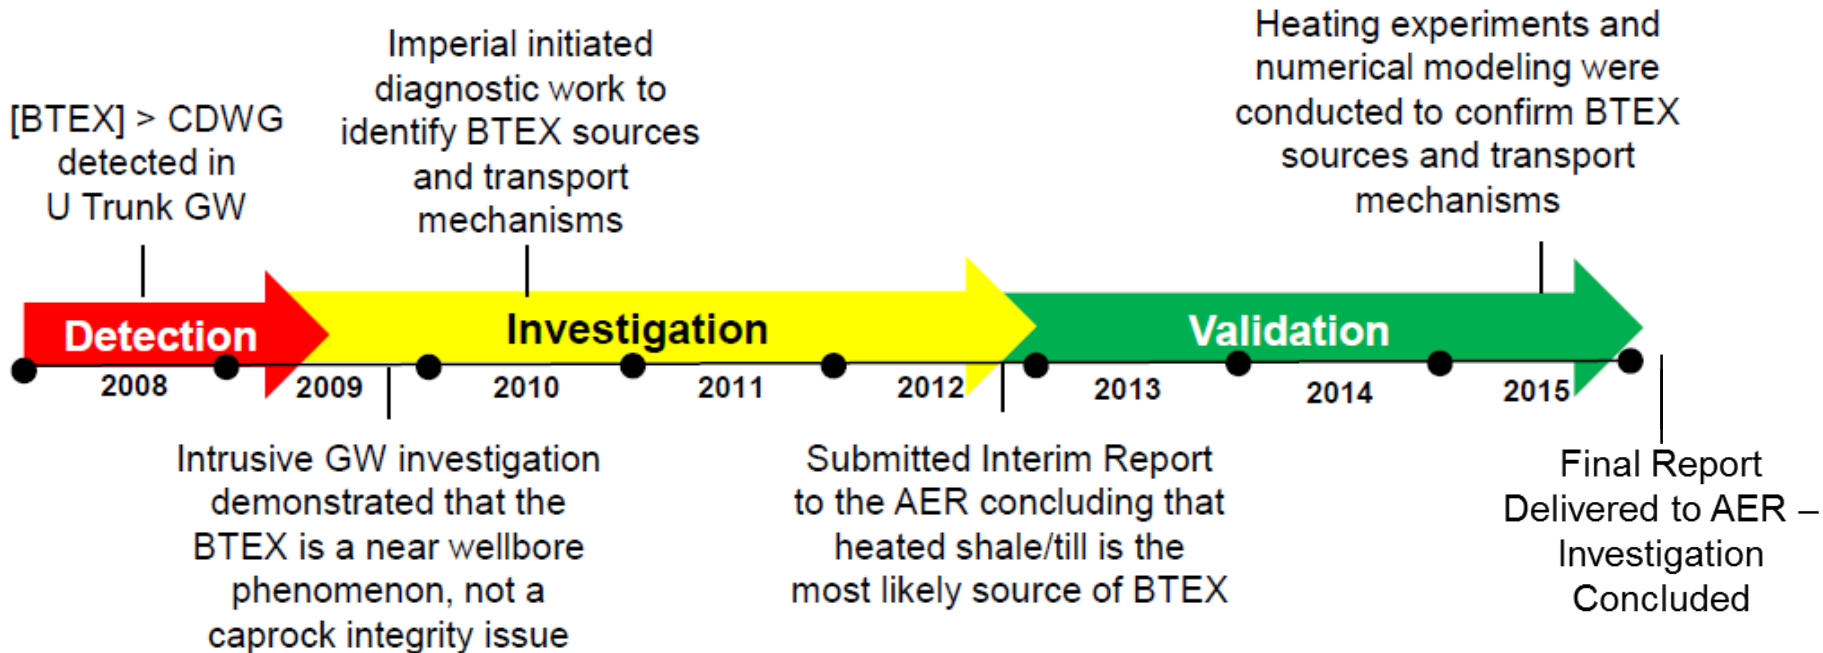 [BTEX] > CDWG
detected in
U Trunk GW
Imperial initiated
diagnostic work to
identify BTEX sources
and transport
mechanisms
Heating experiments and
numerical modeling were
conducted to confirm BTEX
sources and transport
mechanisms
Detection
Investigation
Validation
2008
2009
2010
2011
2012
2013
2014
2015
Intrusive GW investigation
demonstrated that the
BTEX is a near wellbore
phenomenon, not a
caprock integrity issue
Submitted Interim Report
to the AER concluding that
heated shale/till is the
most likely source of BTEX
Final Report
Delivered to AER –
Investigation
Concluded